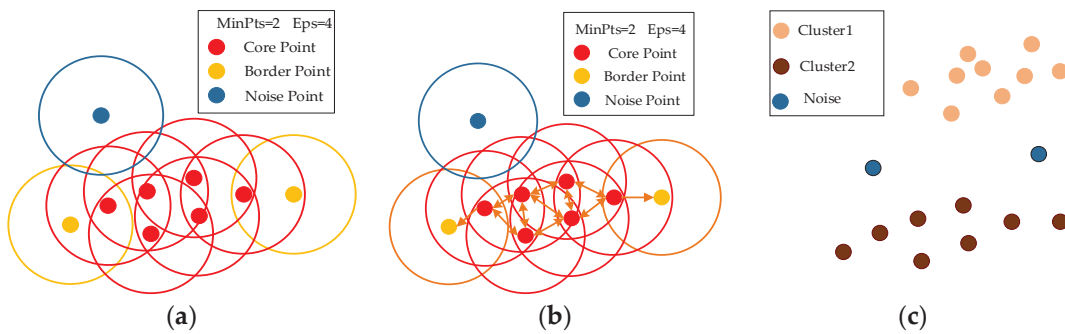 MinPts=2 Eps=4
Core Point
Border Point
Noise Point
MinPts=2 Eps=4
Core Point
Border Point
Noise Point
Cluster1
Cluster2
Noise
(a)
(b)
(c)